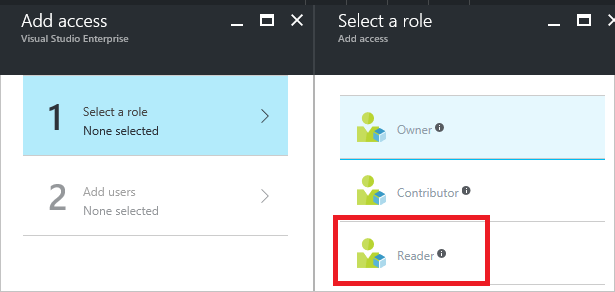 Add access
Visual Studio Enterprise
1
Select a role
None selected
2
Add users
None selected
Select a role
Add access
Owner
Contributor
Reader